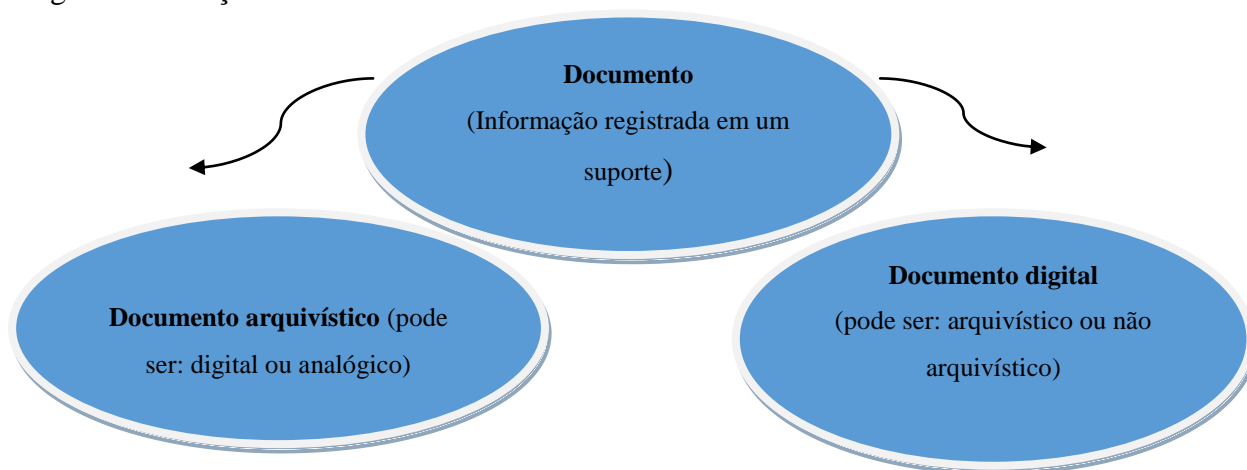 Documento
(Informação registrada em um
suporte)
Documento arquivístico (pode
ser: digital ou analógico)
Documento digital
(pode ser: arquivístico ou não
arquivístico)